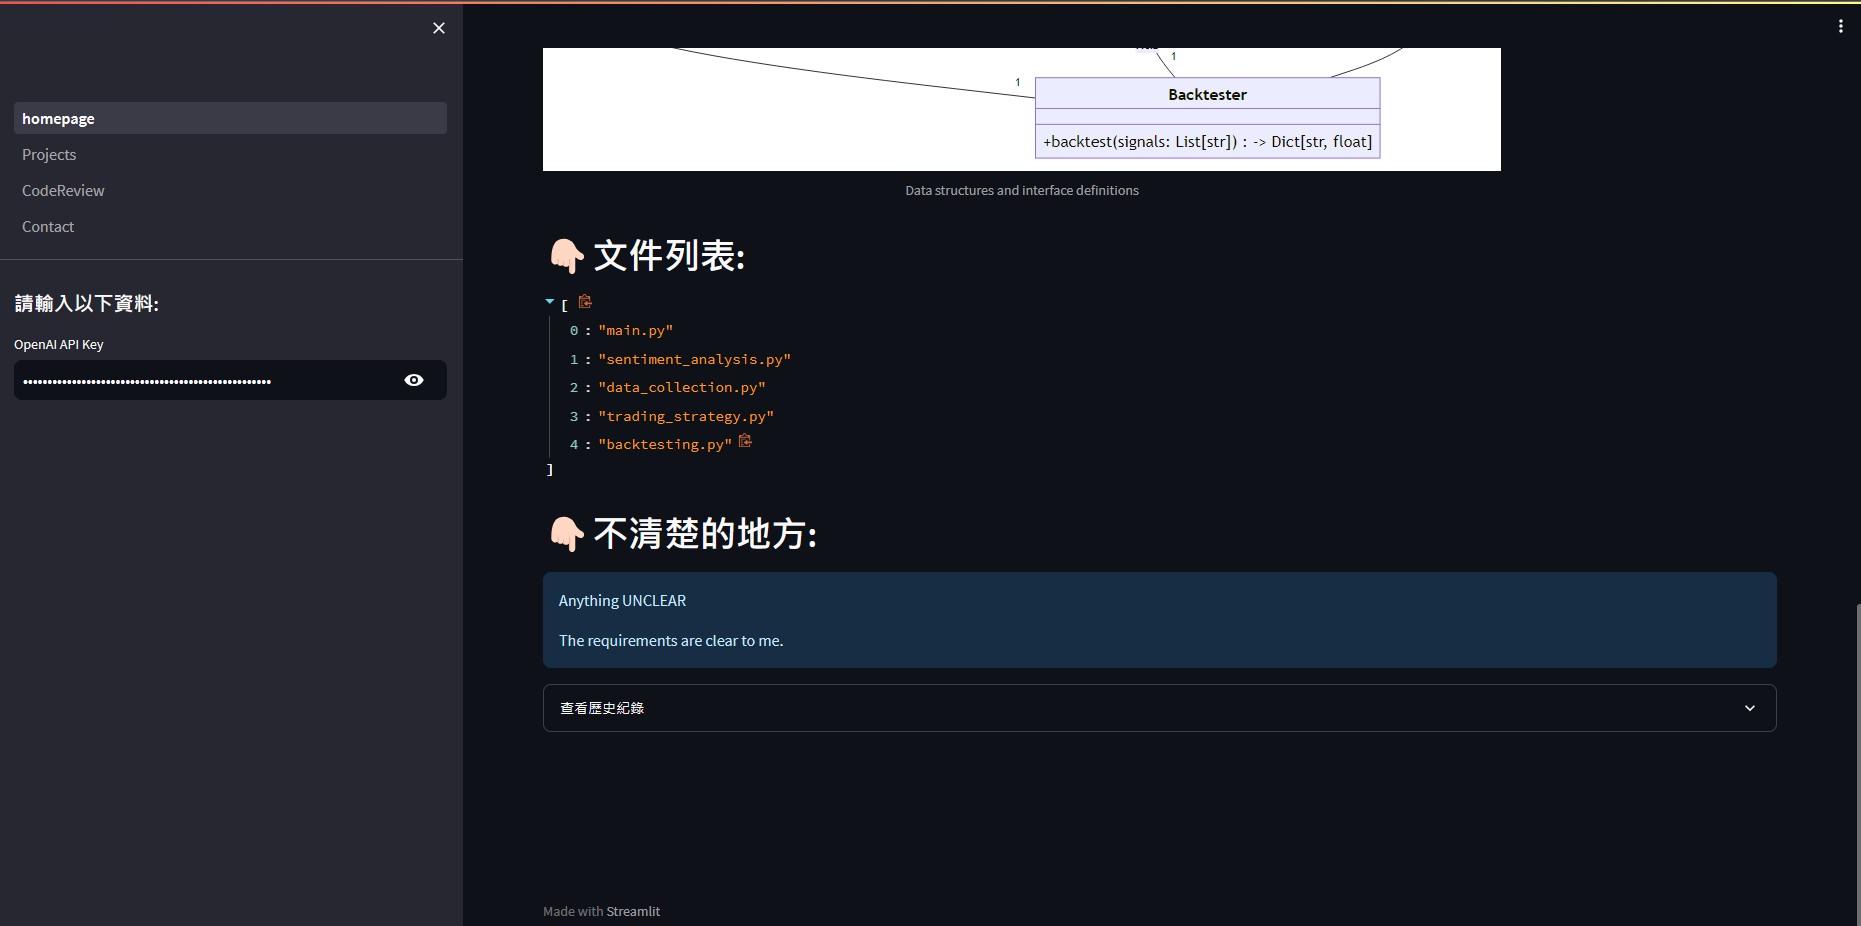 homepage
Projects
CodeReview
Contact
請輸入以下資料:
OpenAI API Key
1
1
Backtester
+backtest(signals: List[str]) : -> Dict[str, float]
Data structures and interface definitions
文件列表:
[
0 : "main.py"
1 : "sentiment_analysis.py"
2 : "data_collection.py"
3 : "trading_strategy.py"
4 : "backtesting.py"
]
不清楚的地方:
Anything UNCLEAR
The requirements are clear to me.
查看歷史紀錄
Made with Streamlit